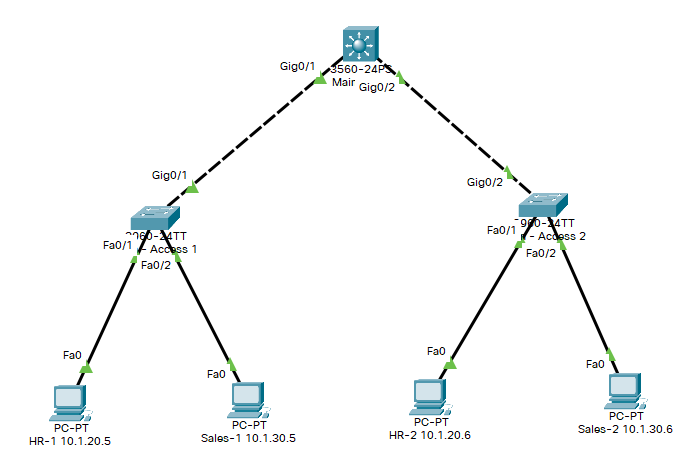 Gig0/1
3560-24PS
Main
Gig0/2
Gig0/1
Gig0/2
2960-24TT
Fa0/1
- Access 1
Fa0/2
2960-24TT
Fa0/1
- Access 2
Fa0/2
Fa0
Fa0
Fa0
Fa0
PC-PT
HR-1 10.1.20.5
PC-PT
Sales-1 10.1.30.5
PC-PT
HR-2 10.1.20.6
PC-PT
Sales-2 10.1.30.6